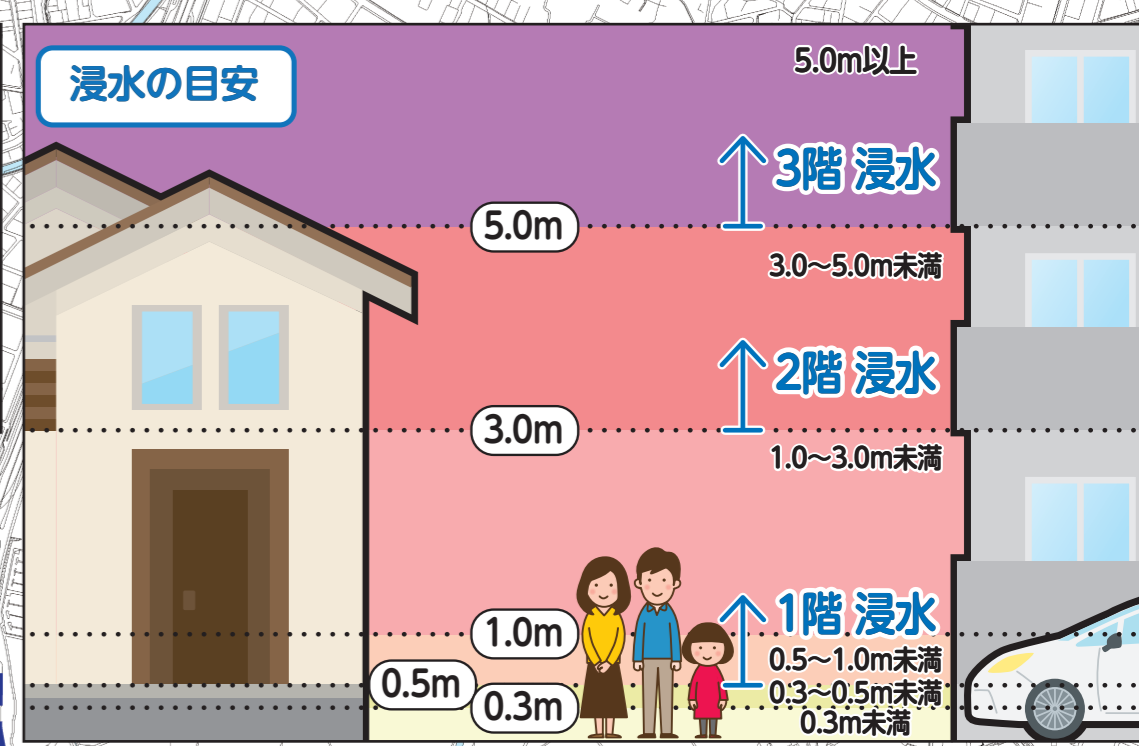 浸水の目安
5.0m以上
3階 浸水
5.0m
3.0～5.0m未満
2階 浸水
3.0m
1.0～3.0m未満
1階 浸水
1.0m
0.5～1.0m未満
0.5m
0.3～0.5m未満
0.3m
0.3m未満